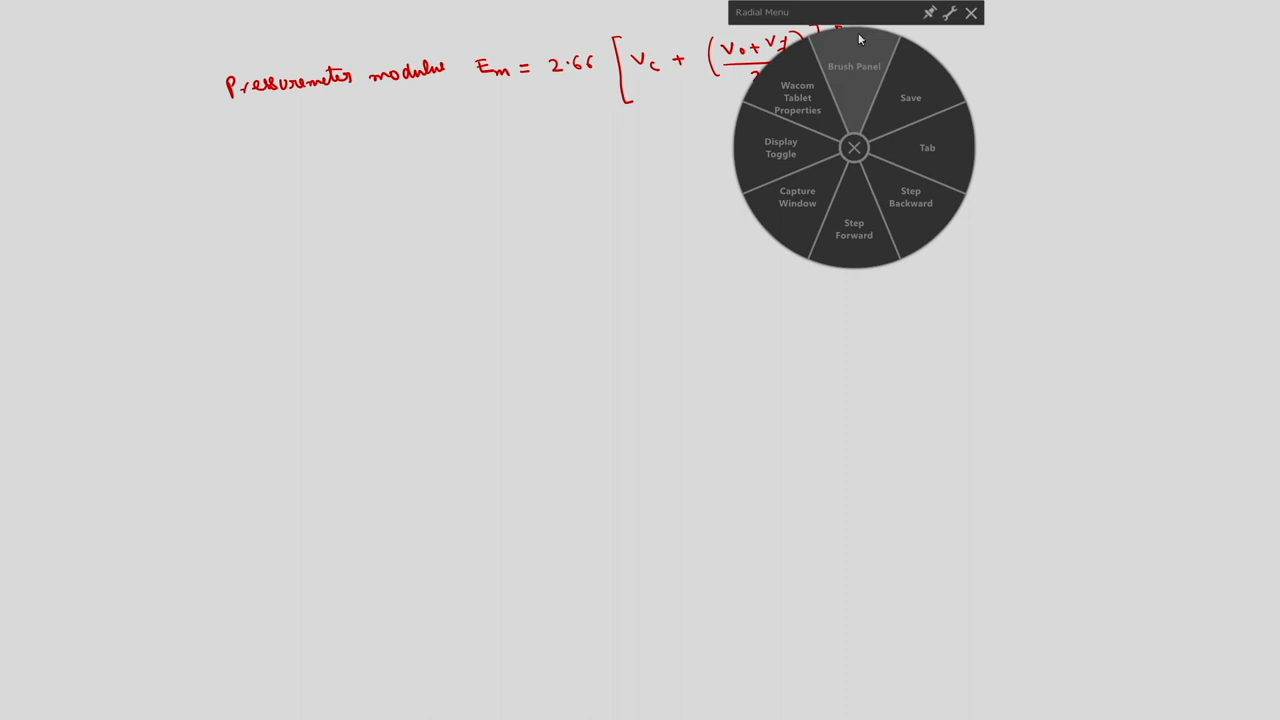 Radial Menu
Pressuremeter modulus Em = 2.66 [ Vc + ( Vo + Vf
Brush Panel
Save
Tab
Step
Backward
Step
Forward
Capture
Window
Display
Toggle
Wacom
Tablet
Properties